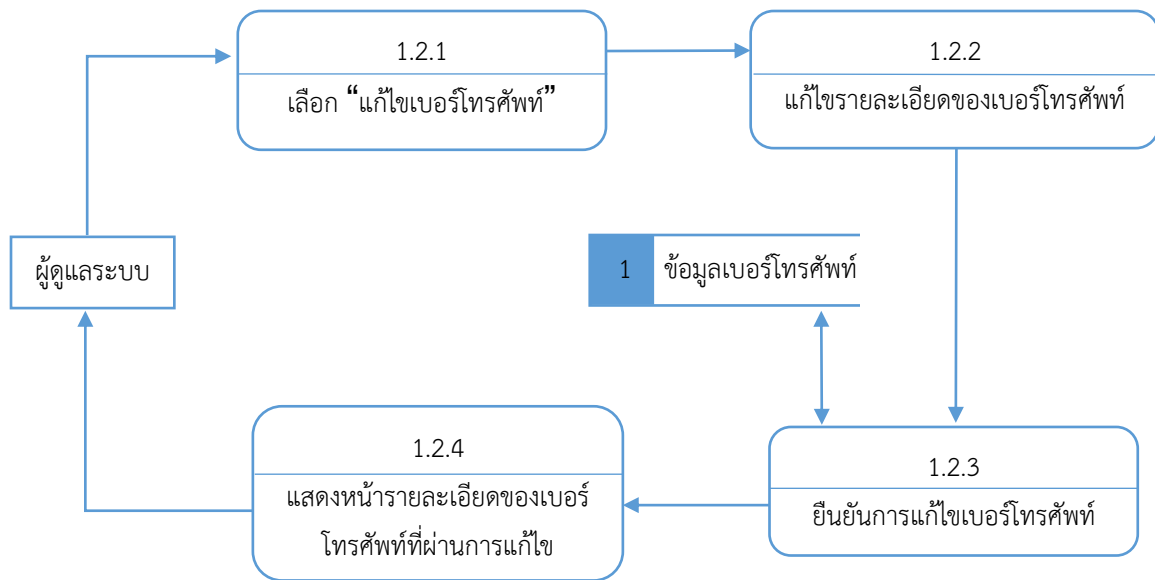 1.2.1
เลือก “แก้ไขเบอร์โทรศัพท์”
1.2.2
แก้ไขรายละเอียดของเบอร์โทรศัพท์
ผู้ดูแลระบบ
1 ข้อมูลเบอร์โทรศัพท์
1.2.4
แสดงหน้ารายละเอียดของเบอร์
โทรศัพท์ที่ผ่านการแก้ไข
1.2.3
ยืนยันการแก้ไขเบอร์โทรศัพท์